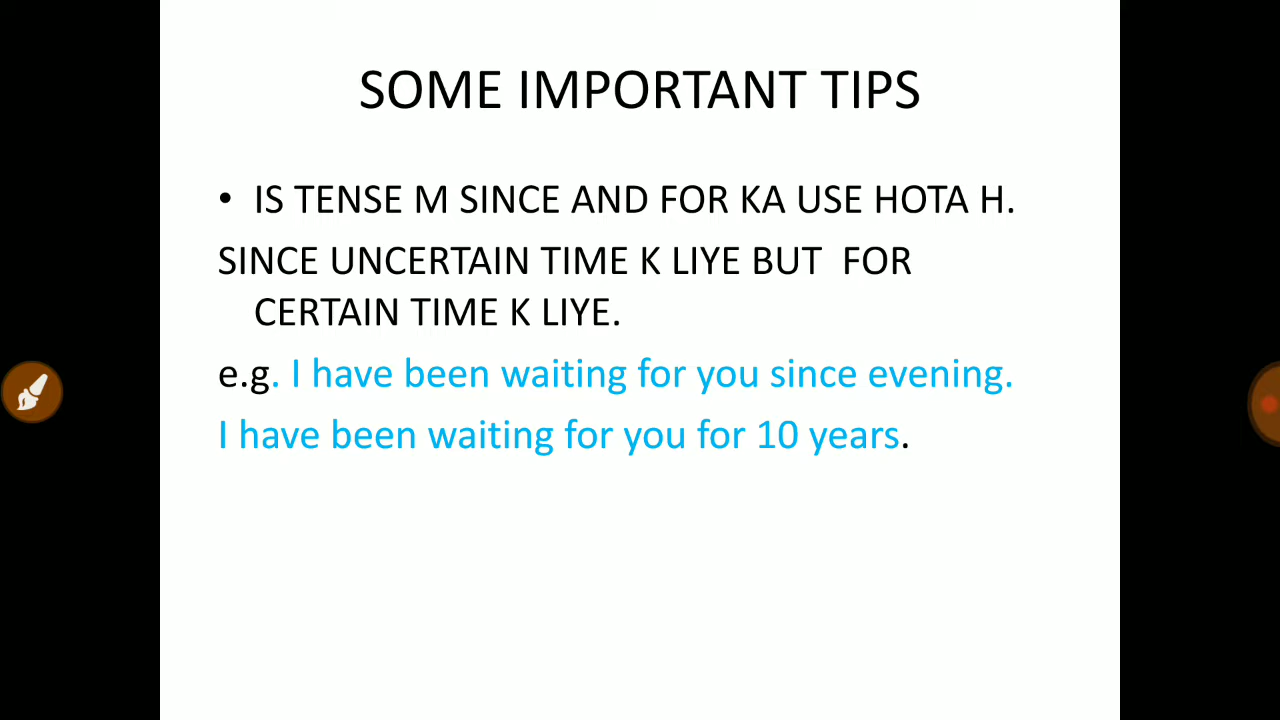 SOME IMPORTANT TIPS
• IS TENSE M SINCE AND FOR KA USE HOTA H.
SINCE UNCERTAIN TIME K LIYE BUT FOR
CERTAIN TIME K LIYE.
e.g. I have been waiting for you since evening.
I have been waiting for you for 10 years.